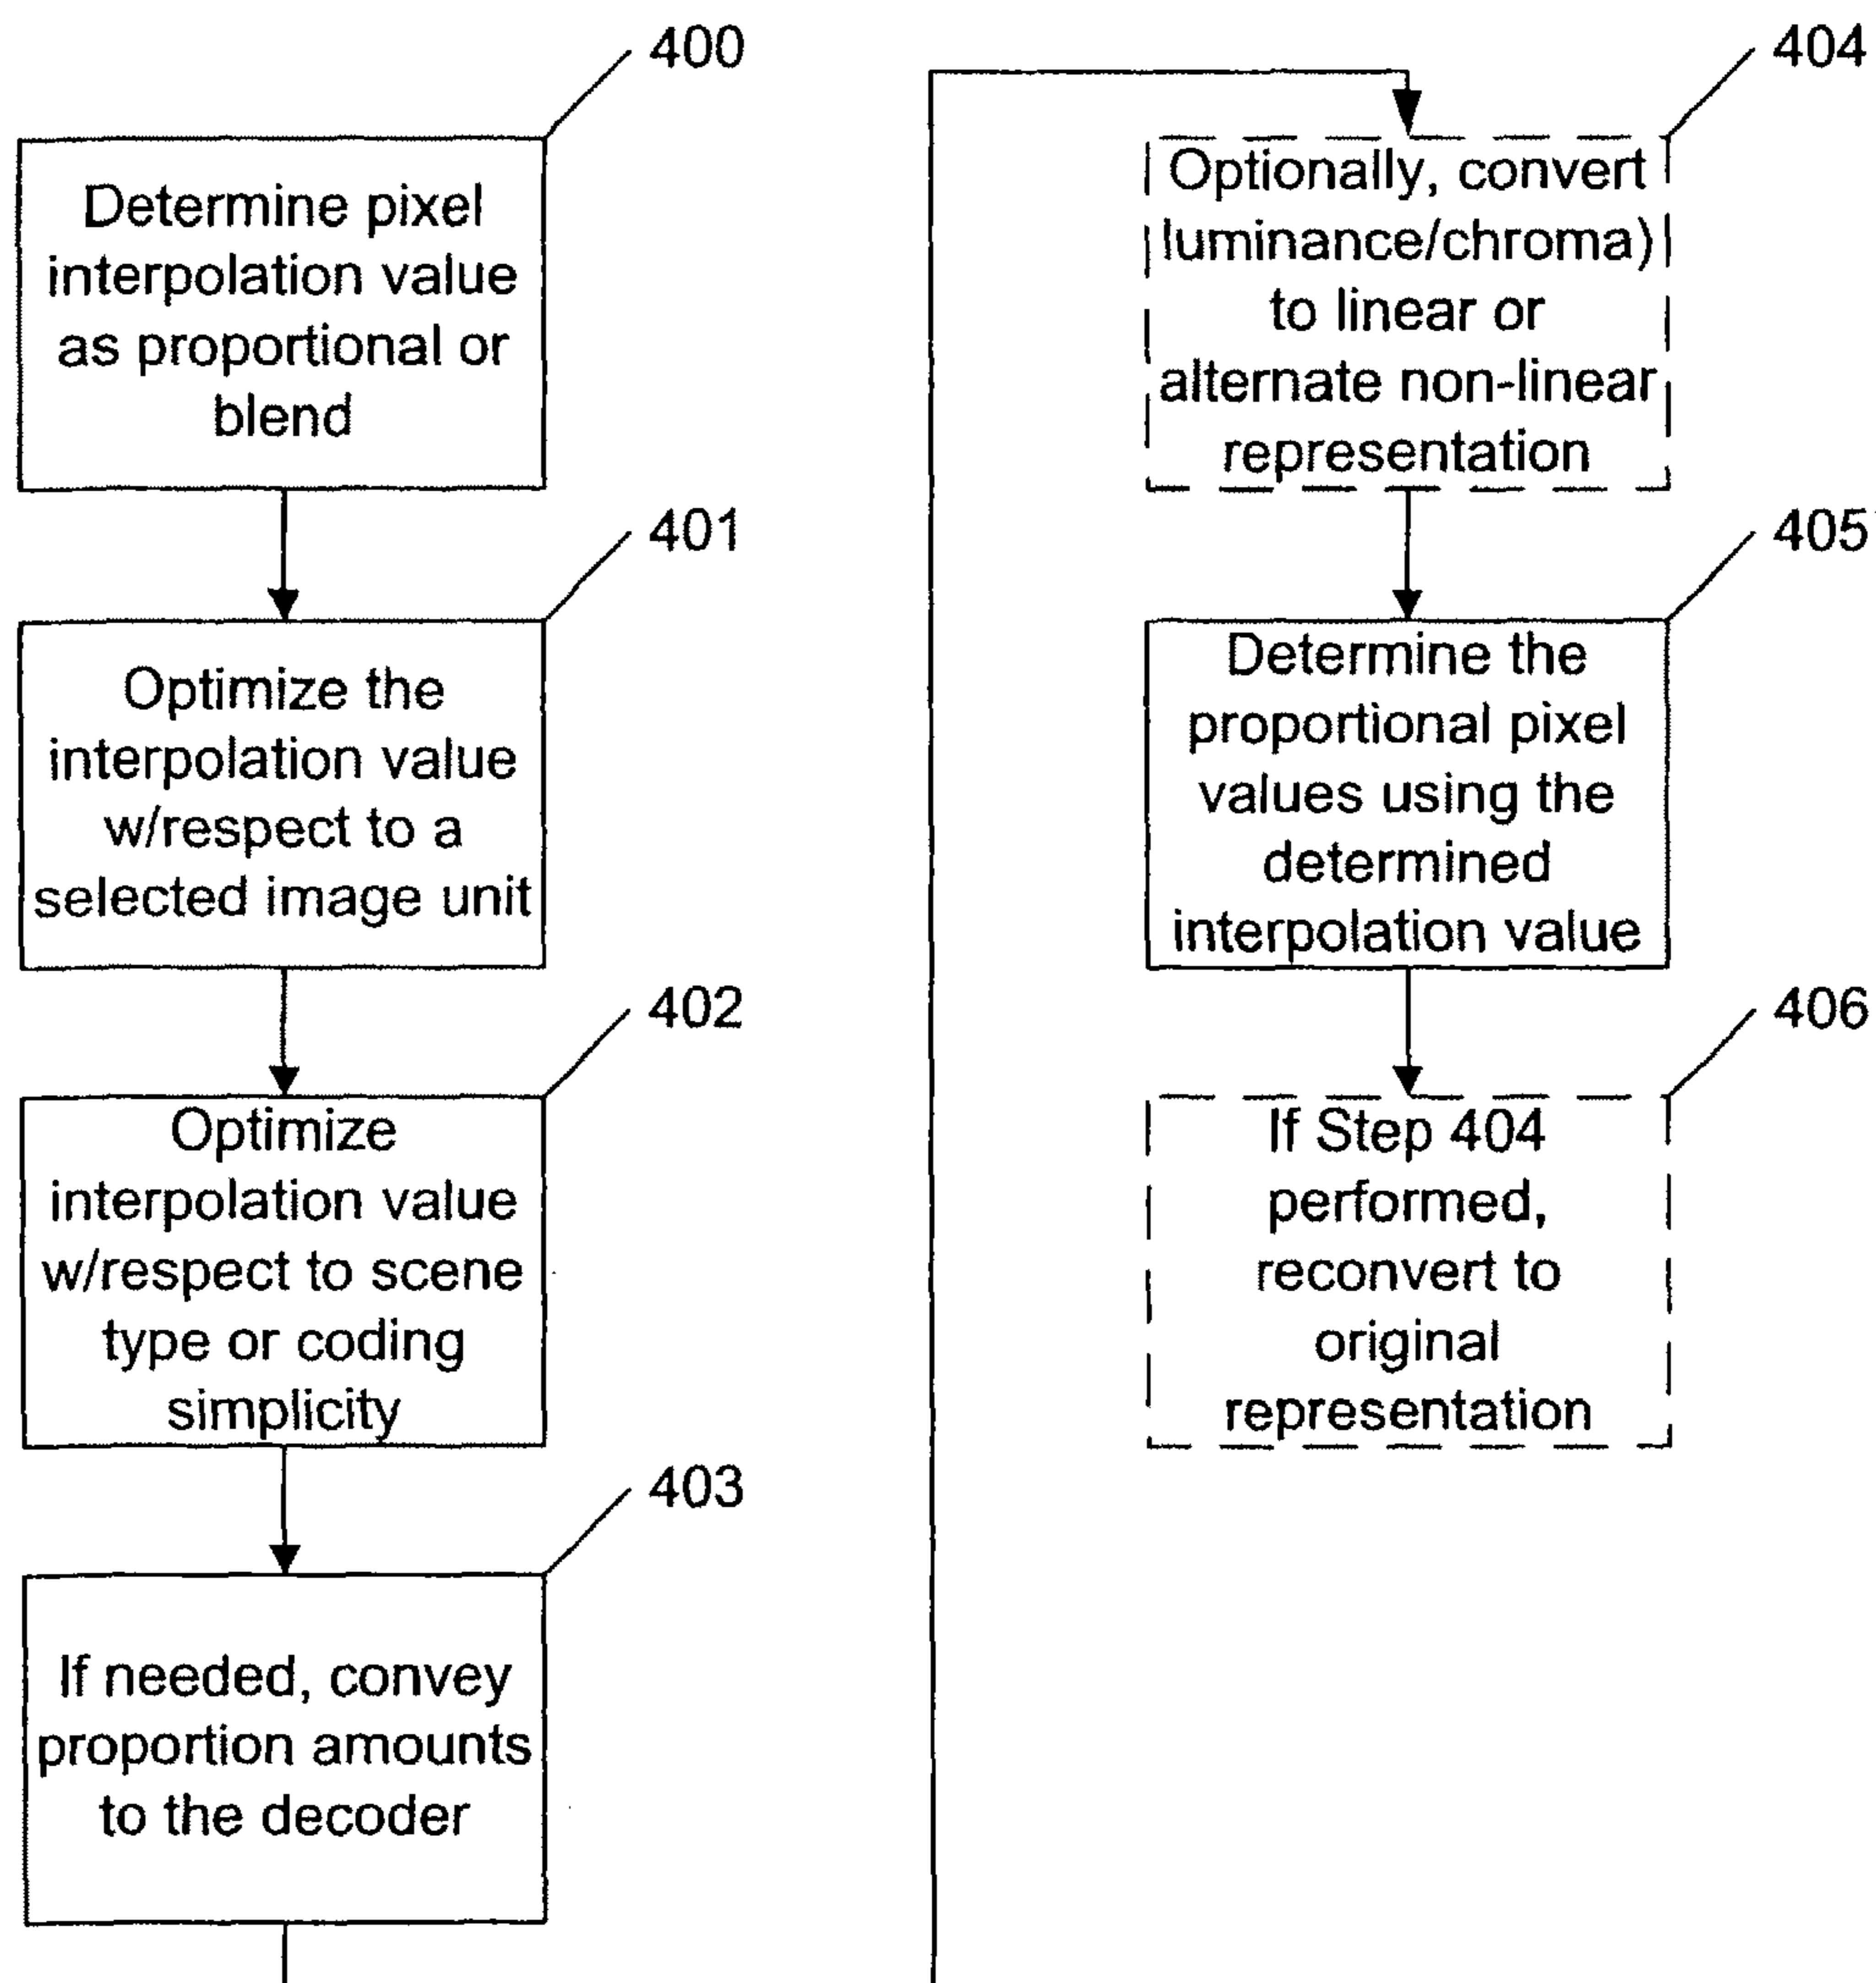 400
Determine pixel
interpolation value
as proportional or
blend
401
Optimize the
interpolation value
w/respect to a
selected image unit
402
Optimize
interpolation value
w/respect to scene
type or coding
simplicity
403
If needed, convey
proportion amounts
to the decoder
404
Optionally, convert
luminance/chroma)
to linear or
alternate non-linear
representation
405
Determine the
proportional pixel
values using the
determined
interpolation value
406
If Step 404
performed,
reconvert to
original
representation